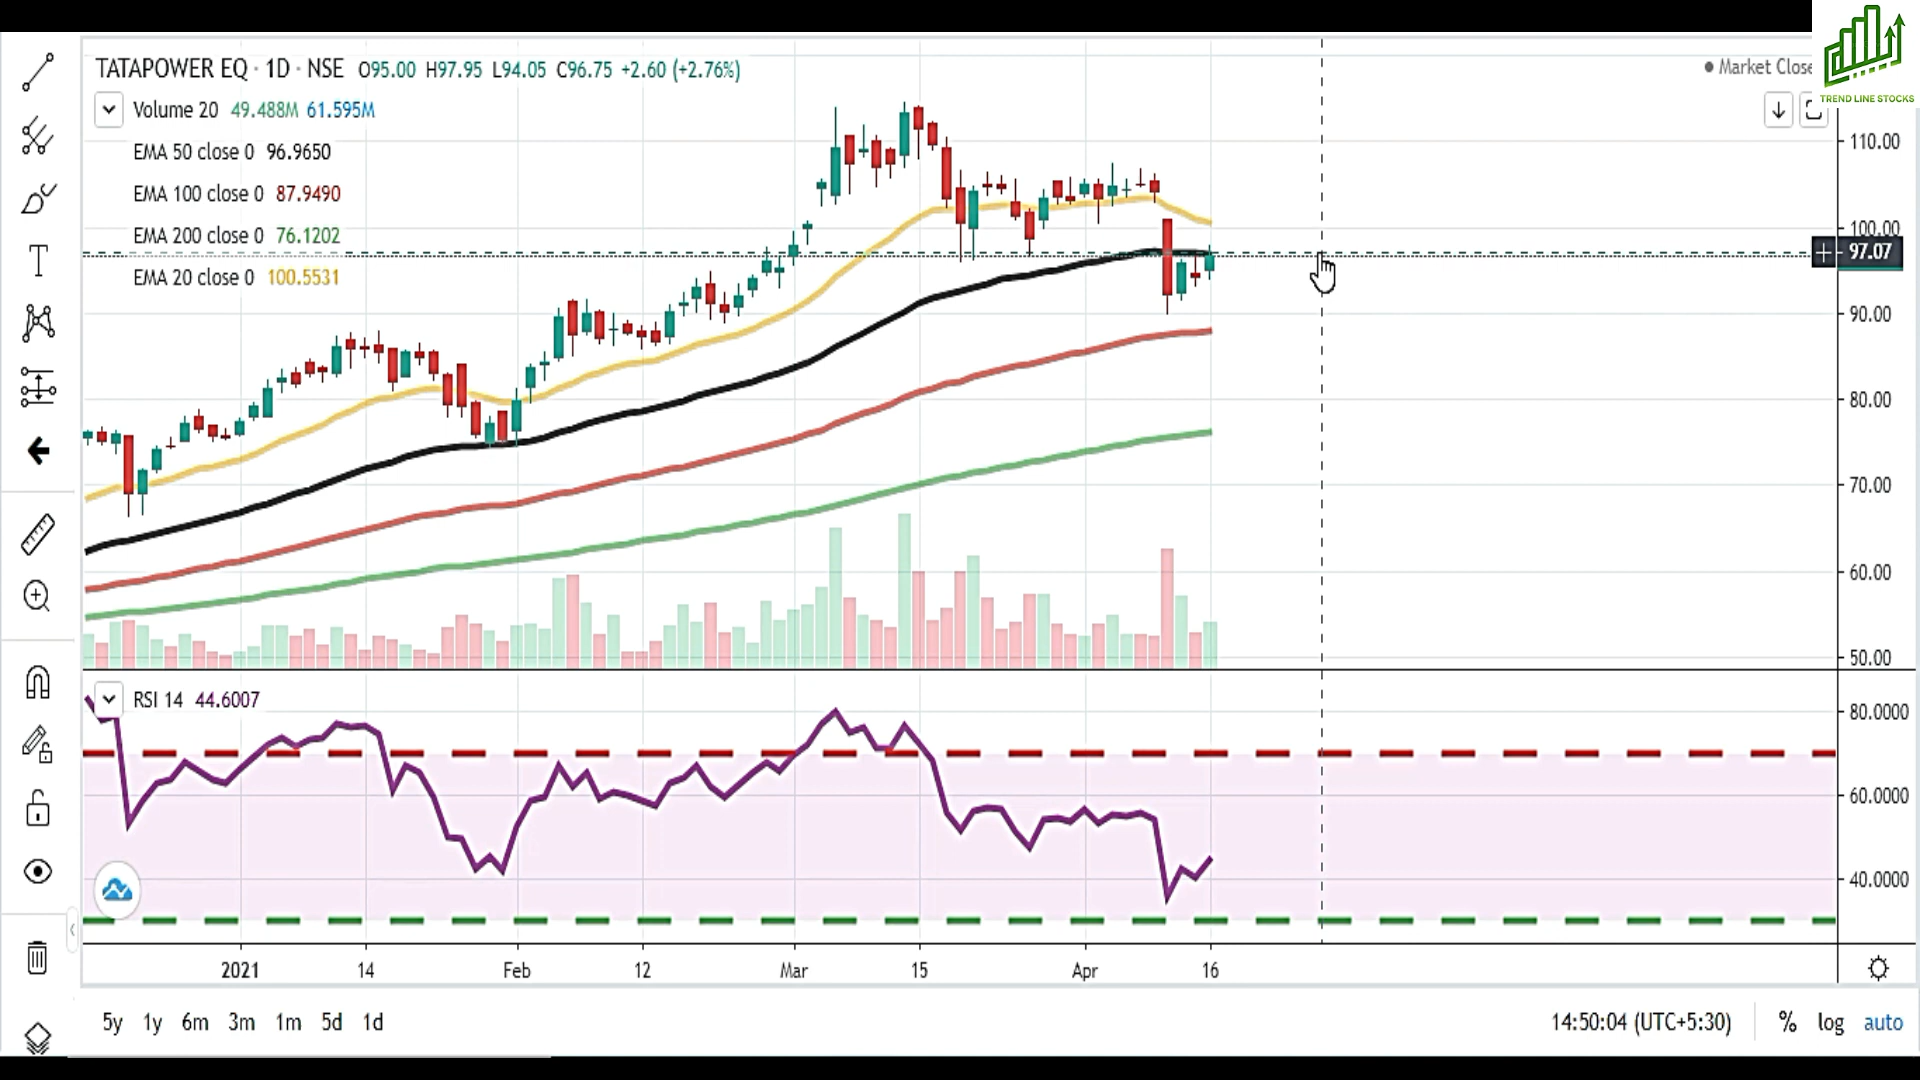 TATAPOWER EQ · 1D · NSE O95.00 H97.95 L94.05 C96.75 +2.60 (+2.76%)
Market Close
TREND LINE STOCKS
Volume 20 49.488M 61.595M
EMA 50 close 0 96.9650
EMA 100 close 0 87.9490
EMA 200 close 0 76.1202
EMA 20 close 0 100.5531
110.00
100.00
97.07
90.00
80.00
70.00
60.00
50.00
RSI 14 44.6007
80.0000
60.0000
40.0000
2021 14 Feb 12 Mar 15 Apr 16
5y 1y 6m 3m 1m 5d 1d 14:50:04 (UTC+5:30) % log auto